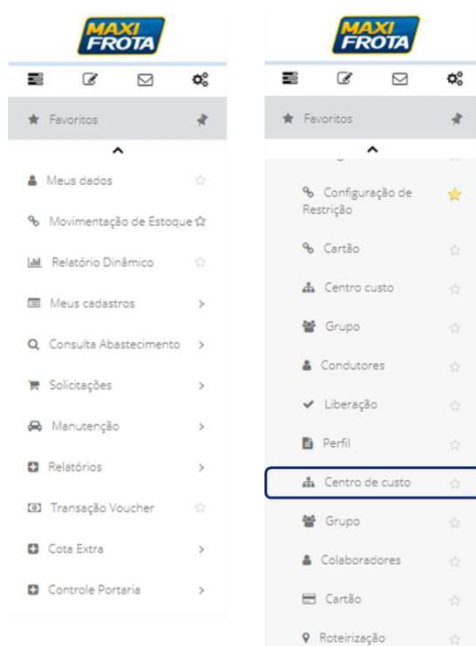 MAXI
FROTA
Favoritos
Meus dados
Movimentação de Estoque
Relatório Dinâmico
Meus cadastros
Consulta Abastecimento
Solicitações
Manutenção
Relatórios
Transação Voucher
Cota Extra
Controle Portaria
MAXI
FROTA
Favoritos
Configuração de
Restrição
Cartão
Centro custo
Grupo
Condutores
Liberação
Perfil
Centro de custo
Grupo
Colaboradores
Cartão
Roteirização